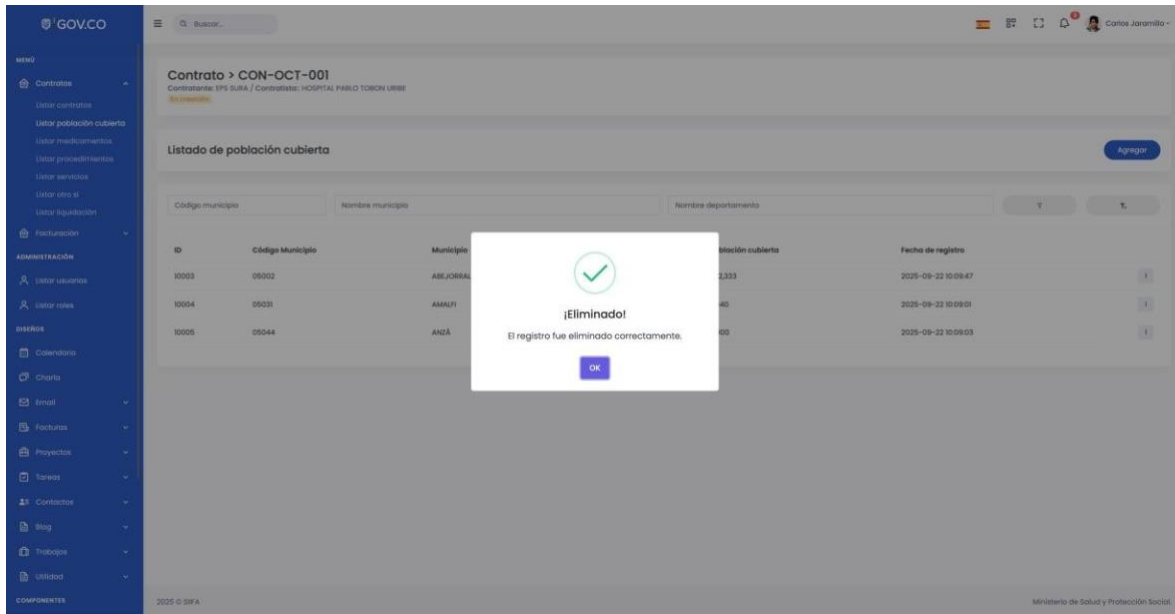 GOV.CO
Buscar...
Carlos Jaramillo
MENÚ
Contratos
Listar contratos
Listar población cubierta
Listar medicamentos
Listar procedimientos
Listar servicios
Listar otro sí
Listar liquidación
Facturación
ADMINISTRACIÓN
Listar usuarios
Listar roles
DISEÑOS
Calendario
Charla
Email
Facturas
Proyectos
Tareas
Contactos
Blog
Trabajos
Utilidad
COMPONENTES
Contrato > CON-OCT-001
Contratante: EPS SURA / Contratista: HOSPITAL PABLO TOBON URIBE
En creación
Listado de población cubierta
Agregar
Código municipio Nombre municipio Nombre departamento
ID Código Municipio Municipio blación cubierta Fecha de registro
10003 05002 ABEJORRAL 2,333 2025-09-22 10:09:47
10004 05031 AMALFI 2025-09-22 10:09:01
10005 05044 ANZÁ 2025-09-22 10:09:03
¡Eliminado!
El registro fue eliminado correctamente.
OK
2025 © SIIFA
Ministerio de Salud y Protección Social